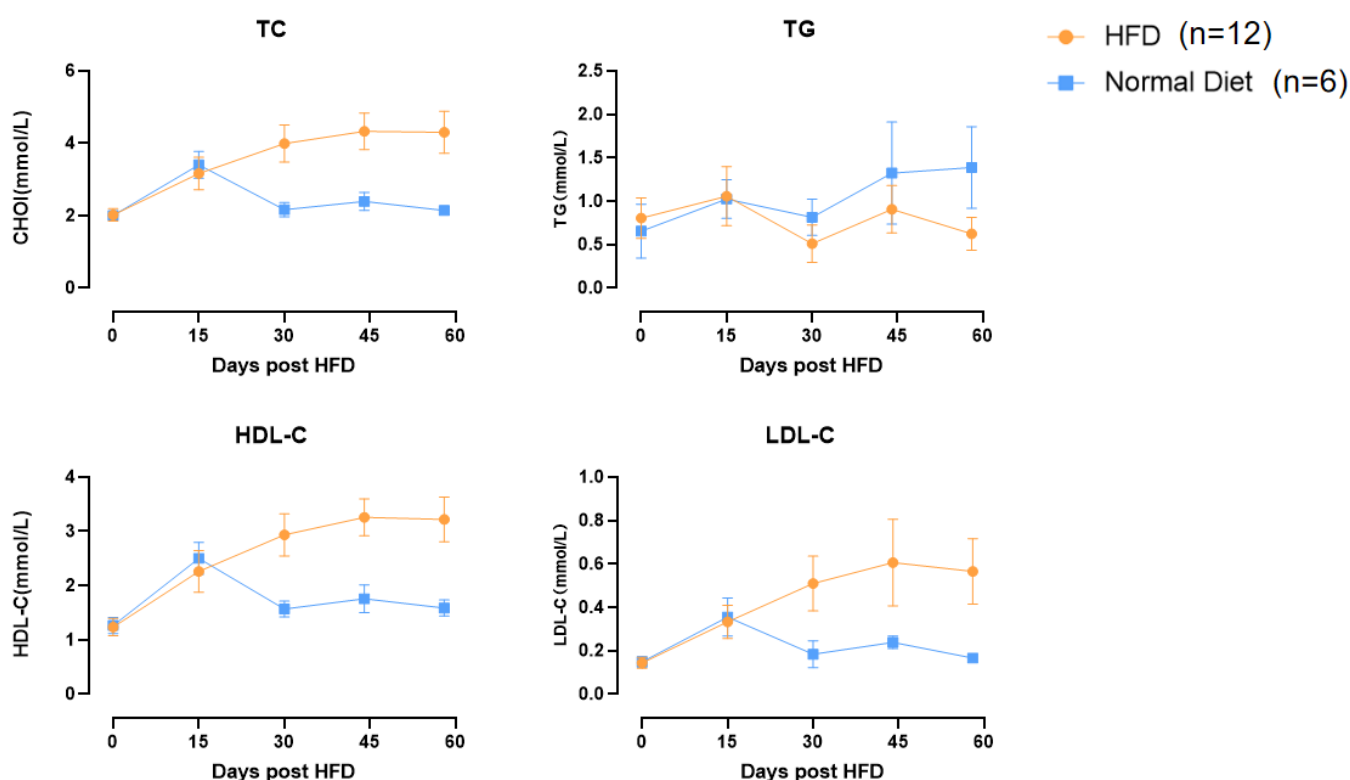 TC
CHOl(mmol/L)
6
4
2
0
0 15 30 45 60
Days post HFD
TG
TG(mmol/L)
2.5
2.0
1.5
1.0
0.5
0.0
0 15 30 45 60
Days post HFD
HFD (n=12)
Normal Diet (n=6)
HDL-C
HDL-C(mmol/L)
4
3
2
1
0
0 15 30 45 60
Days post HFD
LDL-C
LDL-C(mmol/L)
1.0
0.8
0.6
0.4
0.2
0.0
0 15 30 45 60
Days post HFD